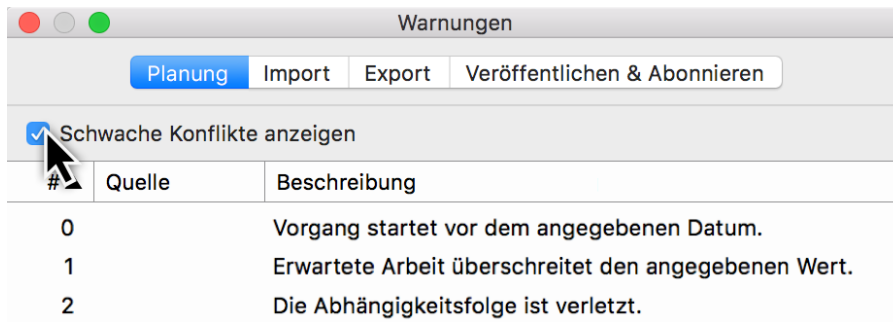 Warnungen
Planung Import Export Veröffentlichen & Abonnieren
Schwache Konflikte anzeigen
# Quelle Beschreibung
0 Vorgang startet vor dem angegebenen Datum.
1 Erwartete Arbeit überschreitet den angegebenen Wert.
2 Die Abhängigkeitsfolge ist verletzt.